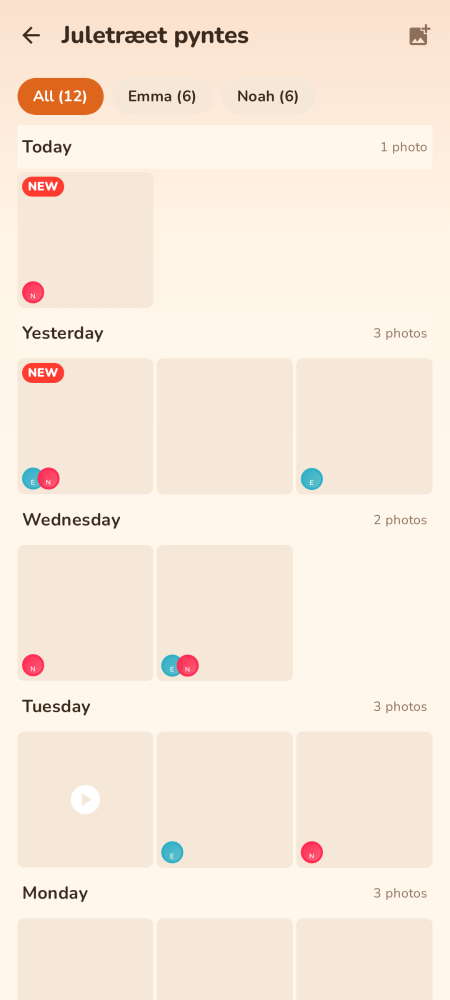 Juletræet pyntes
All (12) Emma (6) Noah (6)
Today 1 photo
NEW
N
Yesterday 3 photos
NEW
E N E
Wednesday 2 photos
N E N
Tuesday 3 photos
E N
Monday 3 photos